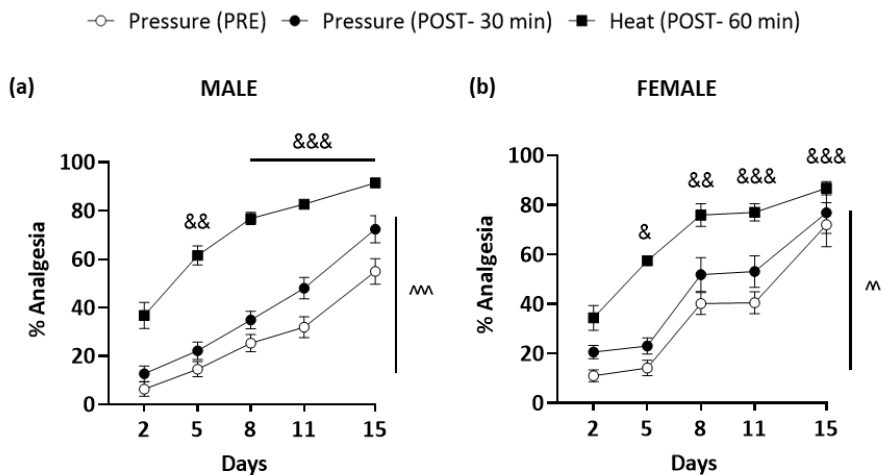 Pressure (PRE) Pressure (POST- 30 min) Heat (POST- 60 min)
(a) MALE
&&&
&&
% Analgesia
100
80
60
40
20
0
^^^
2 5 8 11 15
Days
(b) FEMALE
&&&
&&&
&&
&
% Analgesia
100
80
60
40
20
0
^^
2 5 8 11 15
Days